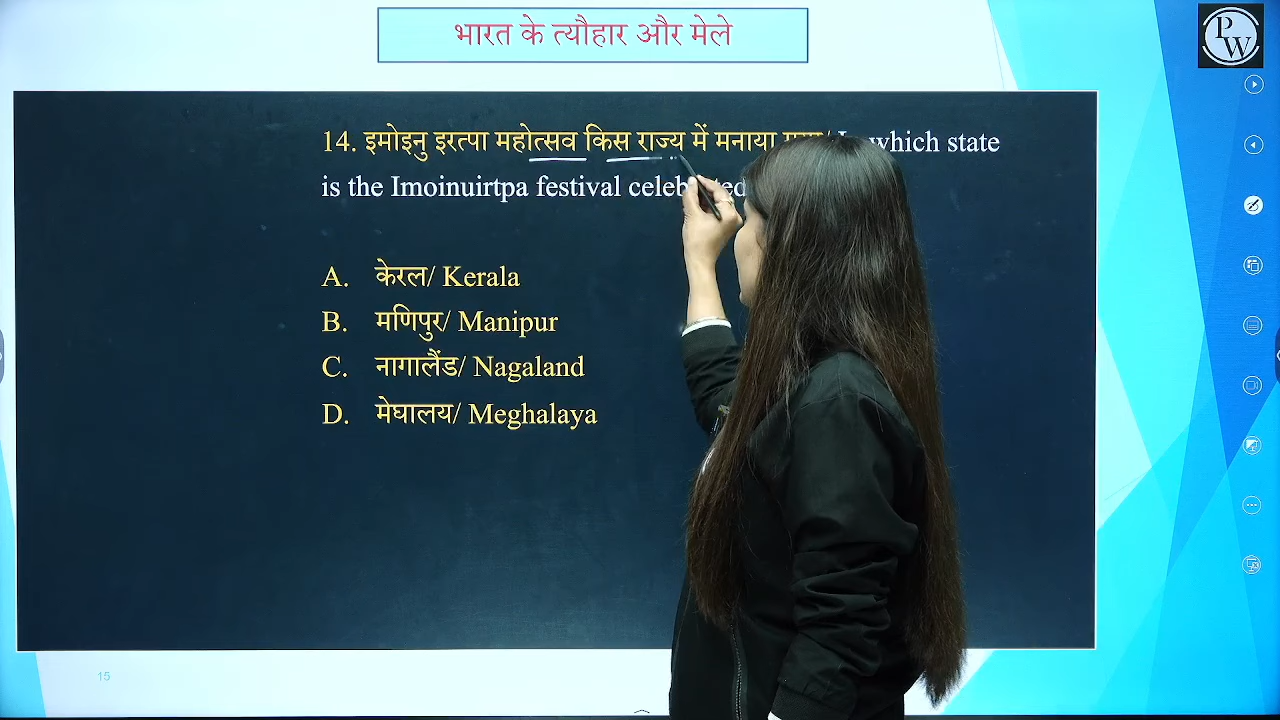 भारत के त्यौहार और मेले
PW
14. इमोइनु इरत्पा महोत्सव किस राज्य में मनाया which state
is the Imoinuirtpa festival
A. केरल/ Kerala
B. मणिपुर/ Manipur
C. नागालैंड/ Nagaland
D. मेघालय/ Meghalaya
15